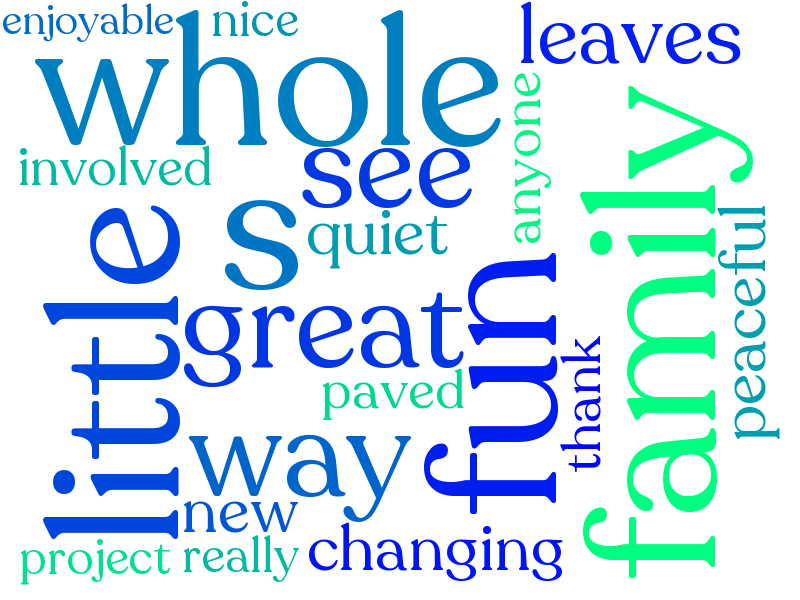 enjoyable
nice
leaves
whole
anyone
family
involved
see
little
s
quiet
peaceful
great
fun
thank
paved
way
new
project
really
changing